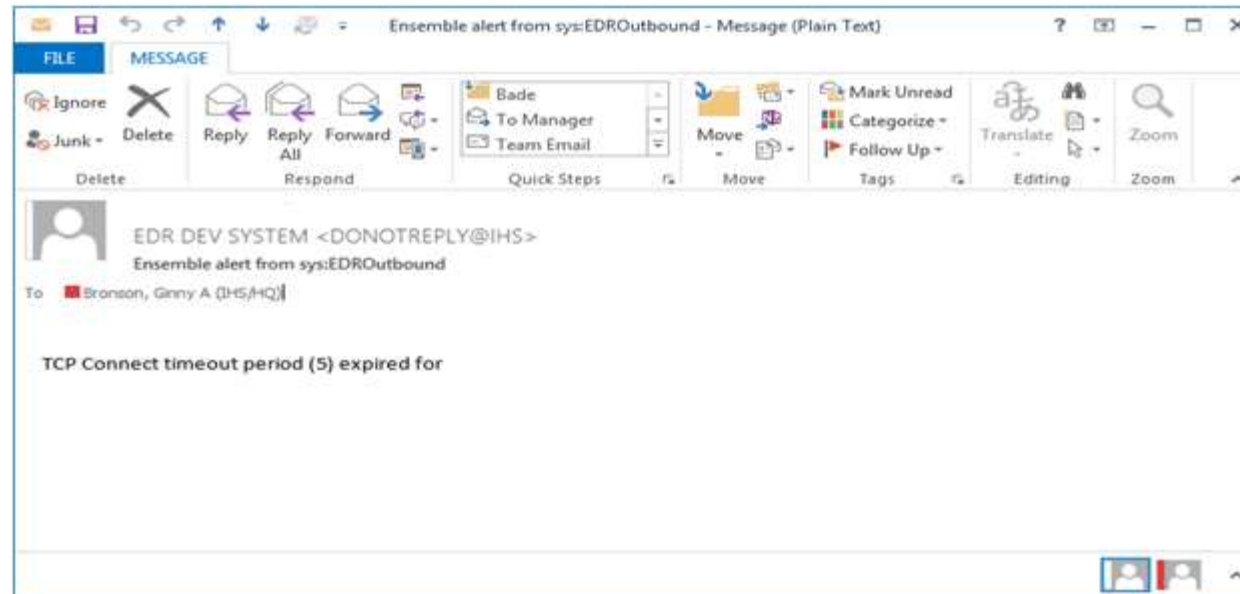 Ensemble alert from sys:EDROutbound - Message (Plain Text) ?
FILE MESSAGE
Ignore
Junk
Delete
Reply
Reply All
Forward
Bade
To Manager
Team Email
Move
Mark Unread
Categorize
Follow Up
Translate
Zoom
Delete Respond Quick Steps Move Tags Editing Zoom
EDR DEV SYSTEM <DONOTREPLY@IHS>
Ensemble alert from sys:EDROutbound
To Bronson, Ginny A (IHS/HQ)
TCP Connect timeout period (5) expired for